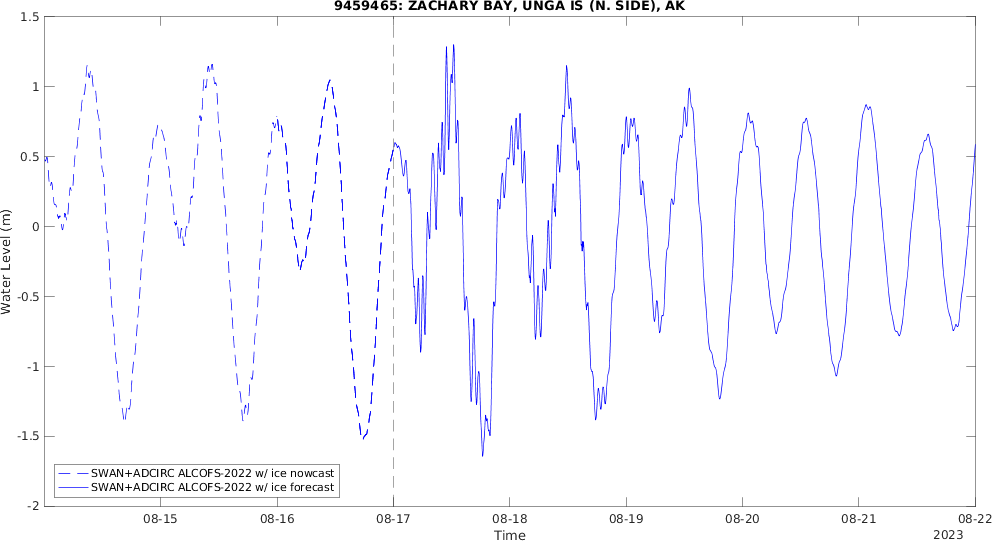 9459465: ZACHARY BAY, UNGA IS (N. SIDE), AK
1.5
1
0.5
0
-0.5
-1
-1.5
-2
Water Level (m)
SWAN+ADCIRC ALCOFS-2022 w/ ice nowcast
SWAN+ADCIRC ALCOFS-2022 w/ ice forecast
08-15 08-16 08-17 08-18 08-19 08-20 08-21 08-22
Time
2023